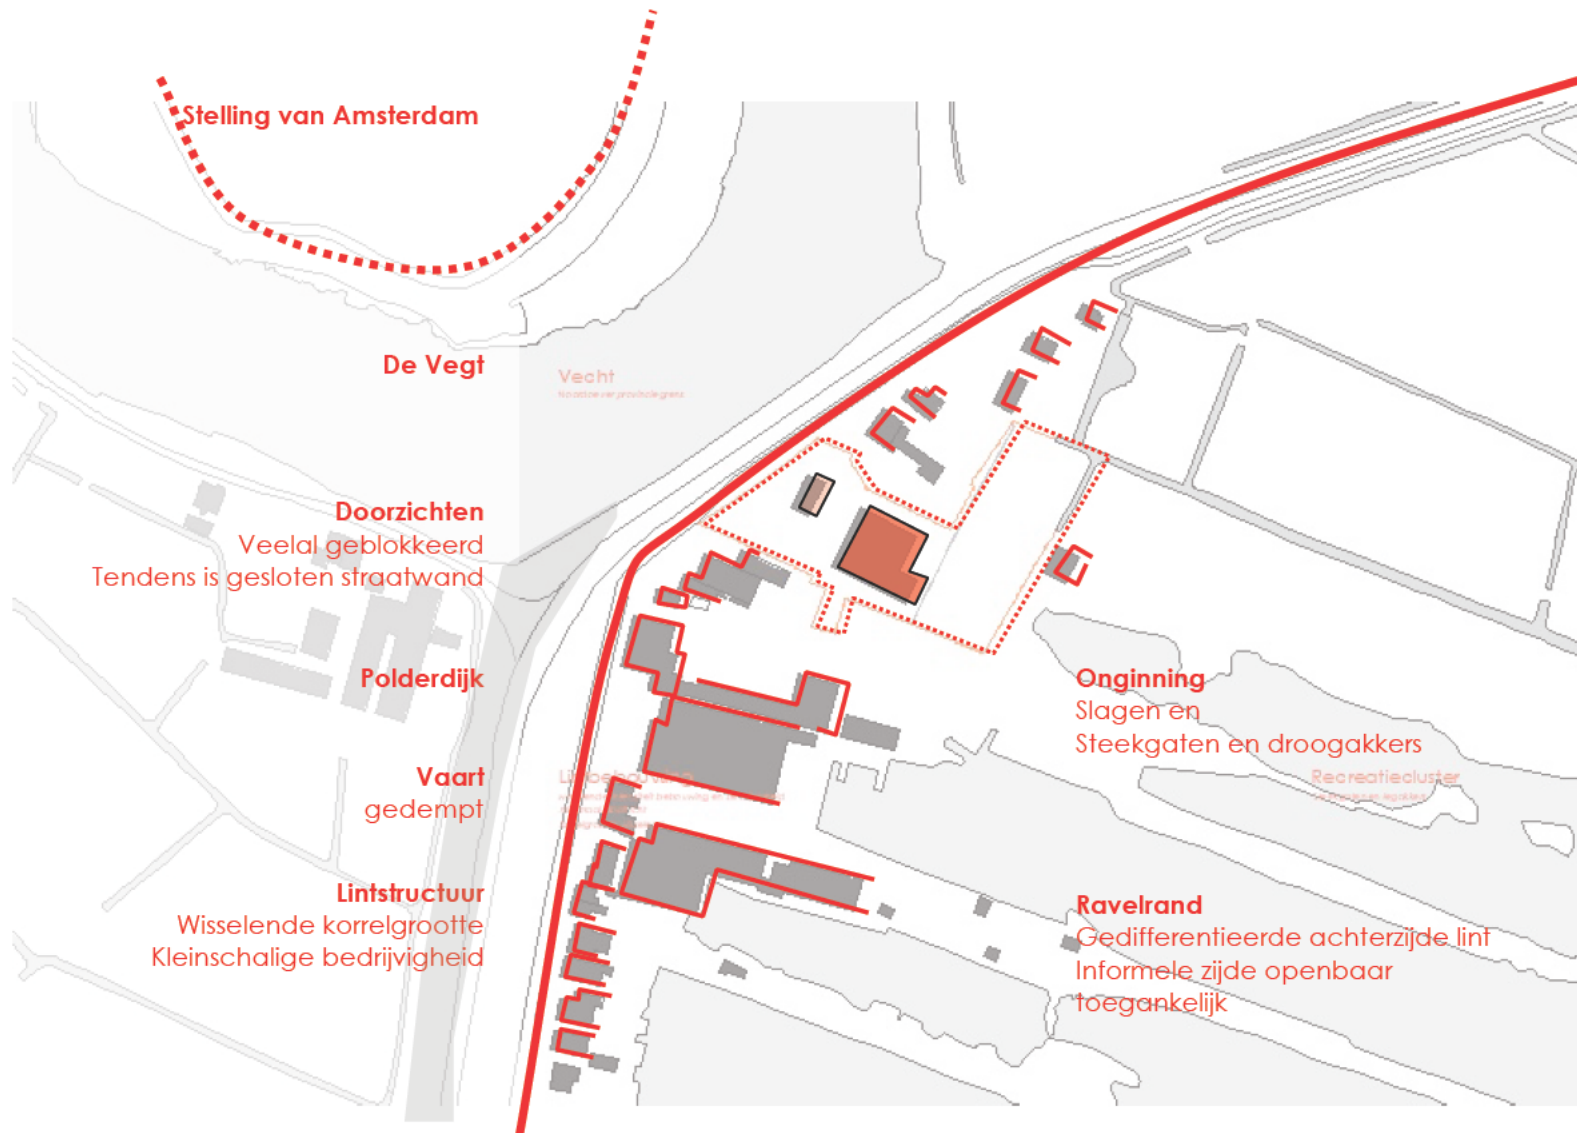 Stelling van Amsterdam
De Vegt
Vecht
Doorzichten
Veelal geblokkeerd
Tendens is gesloten straatwand
Polderdijk
Onginning
Slagen en
Steekgaten en droogakkers
Vaart
gedempt
Recreatiecluster
Lintstructuur
Wisselende korrelgrootte
Kleinschalige bedrijvigheid
Ravelrand
Gedifferentieerde achterzijde lint
Informele zijde openbaar
toegankelijk